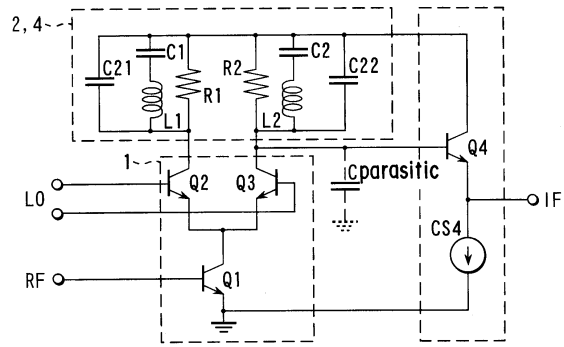 2,4
C21
C1
R1
L1
R2
C2
C22
L2
1
Q2
Q3
Cparasitic
Q4
LO
IF
CS4
RF
Q1